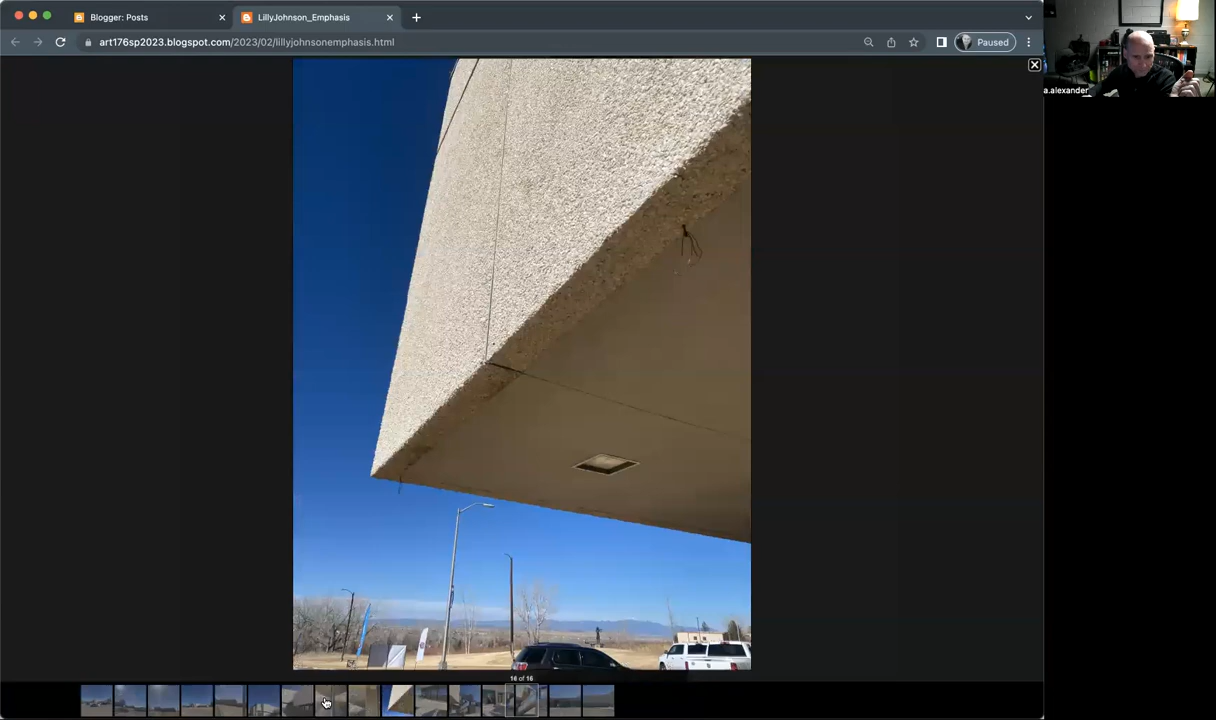 Blogger: Posts
LillyJohnson_Emphasis
art176sp2023.blogspot.com/2023/02/lillyjohnsonemphasis.html
Paused
a.alexander
16 of 16